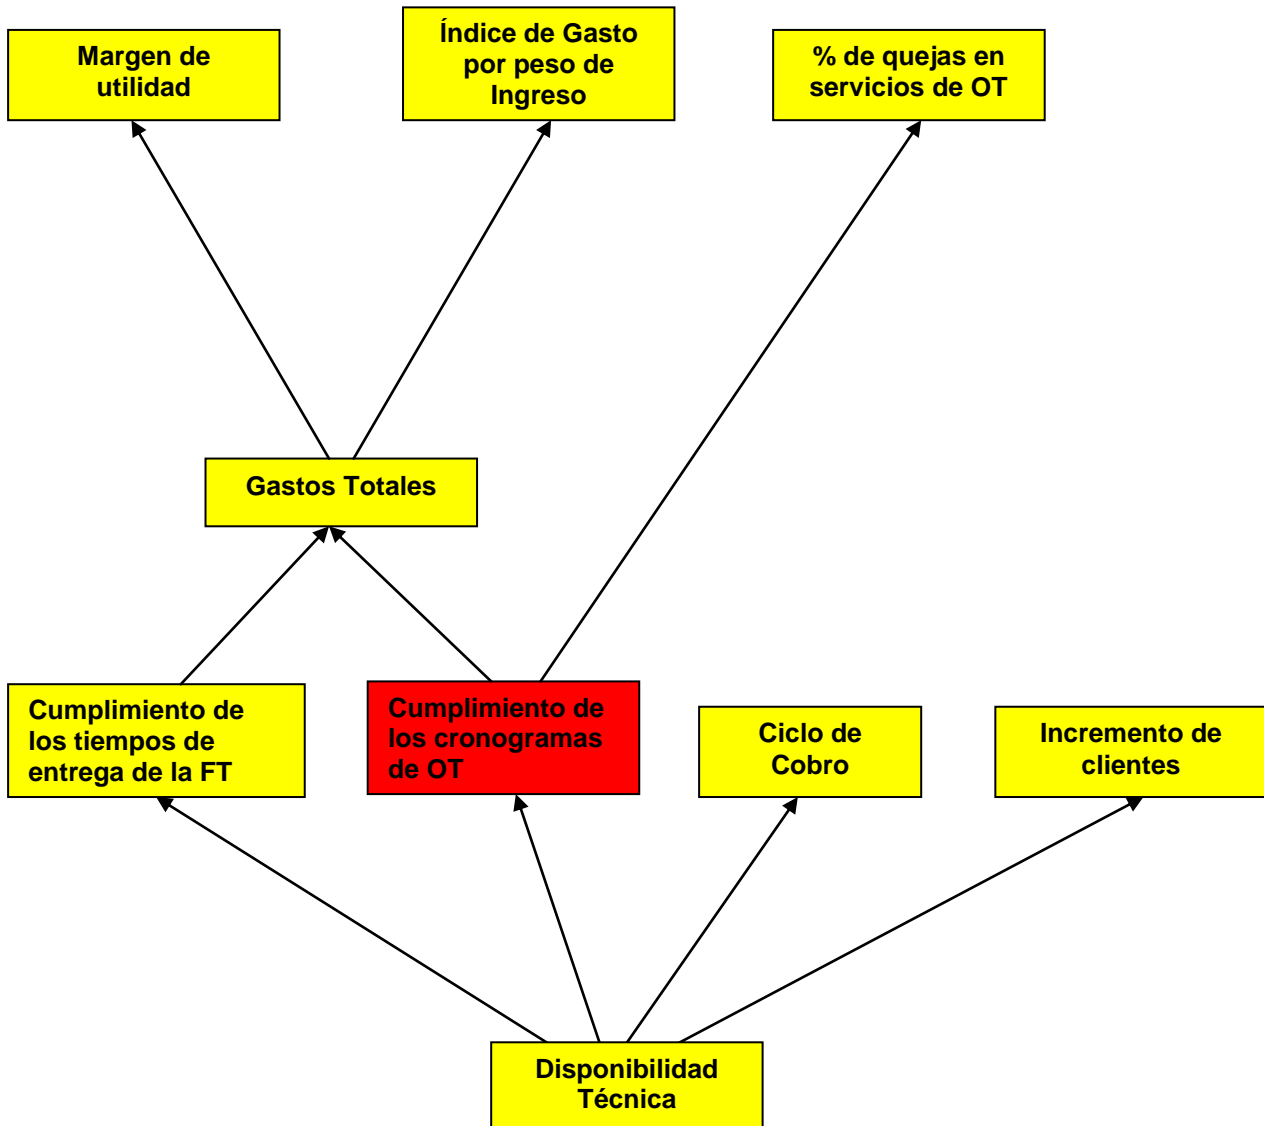 Margen de
utilidad
Índice de Gasto
por peso de
Ingreso
% de quejas en
servicios de OT
Gastos Totales
Cumplimiento de
los tiempos de
entrega de la FT
Cumplimiento de
los cronogramas
de OT
Ciclo de
Cobro
Incremento de
clientes
Disponibilidad
Técnica